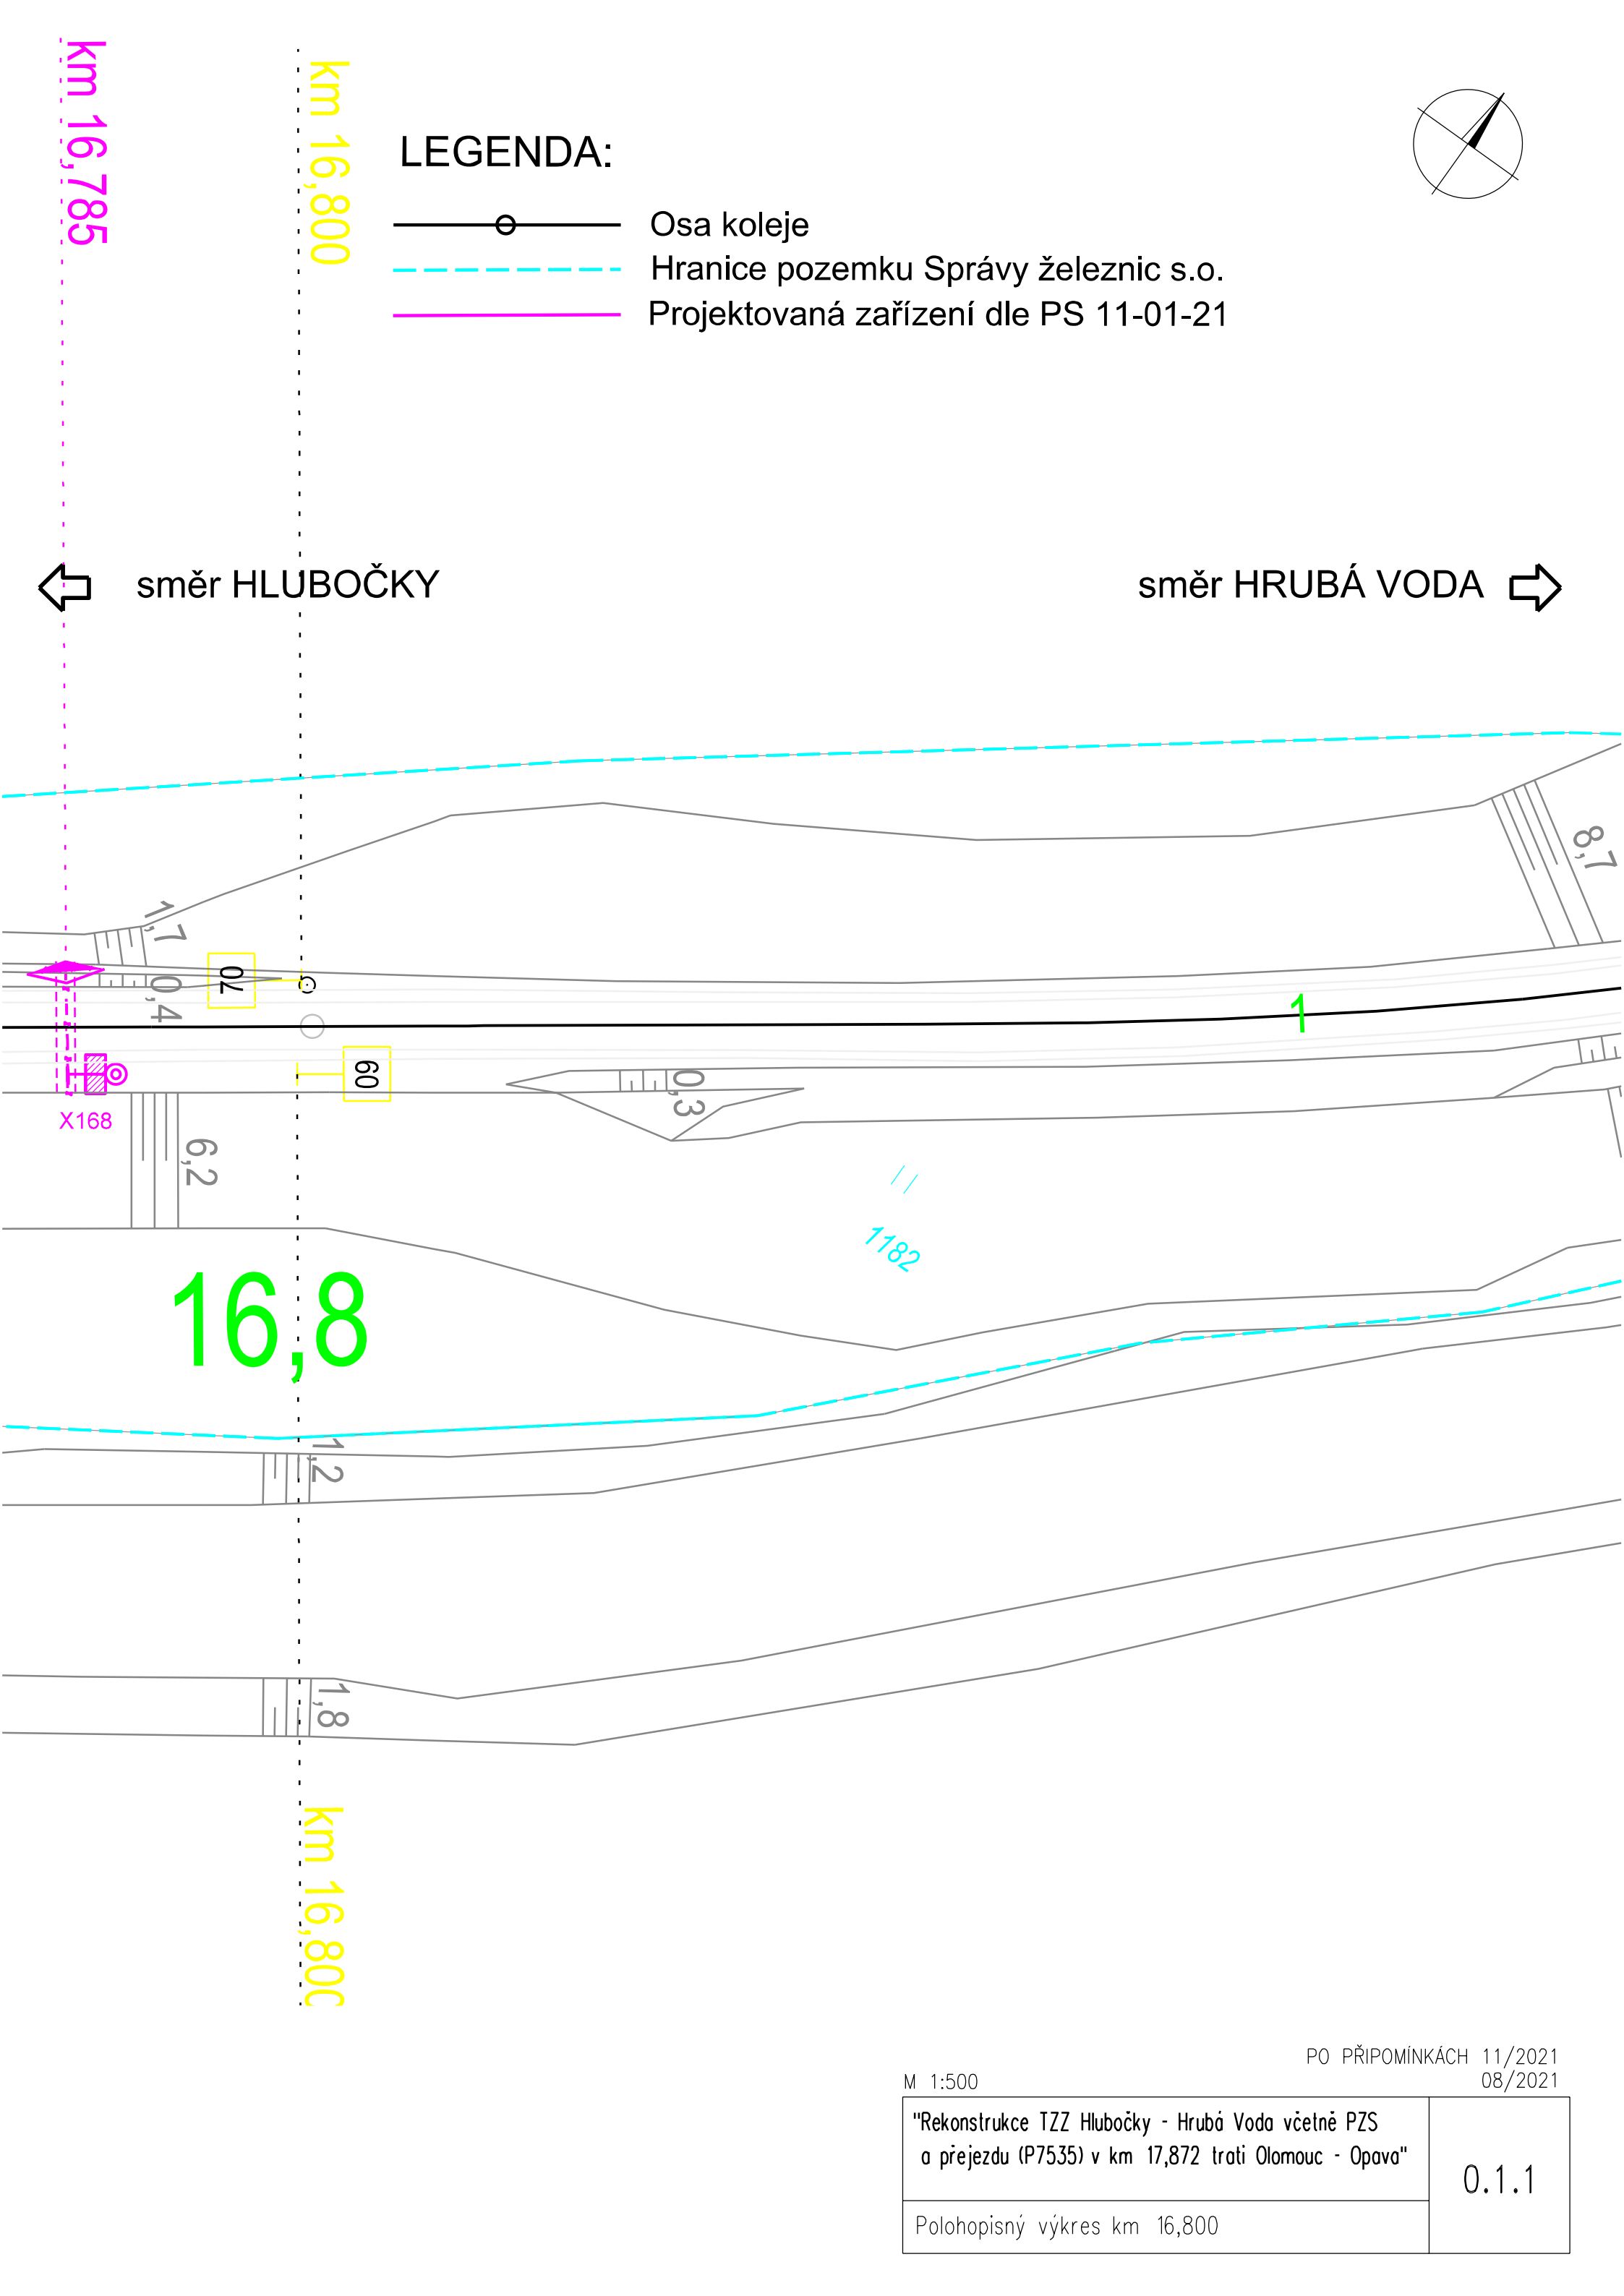 km 16,785
km 16,800
LEGENDA:
Osa koleje
Hranice pozemku Správy železnic s.o.
Projektovaná zařízení dle PS 11-01-21
směr HLUBOČKY
směr HRUBÁ VODA
8,7
1,7
70
0,4
1
60
0,3
X168
6,2
1182
16,8
1,2
1,8
km 16,800
PO PŘIPOMÍNKÁCH 11/2021
M 1:500
08/2021
"Rekonstrukce TZZ Hlubočky - Hrubá Voda včetně PZS
a přejezdu (P7535) v km 17,872 trati Olomouc - Opava"
0.1.1
Polohopisný výkres km 16,800